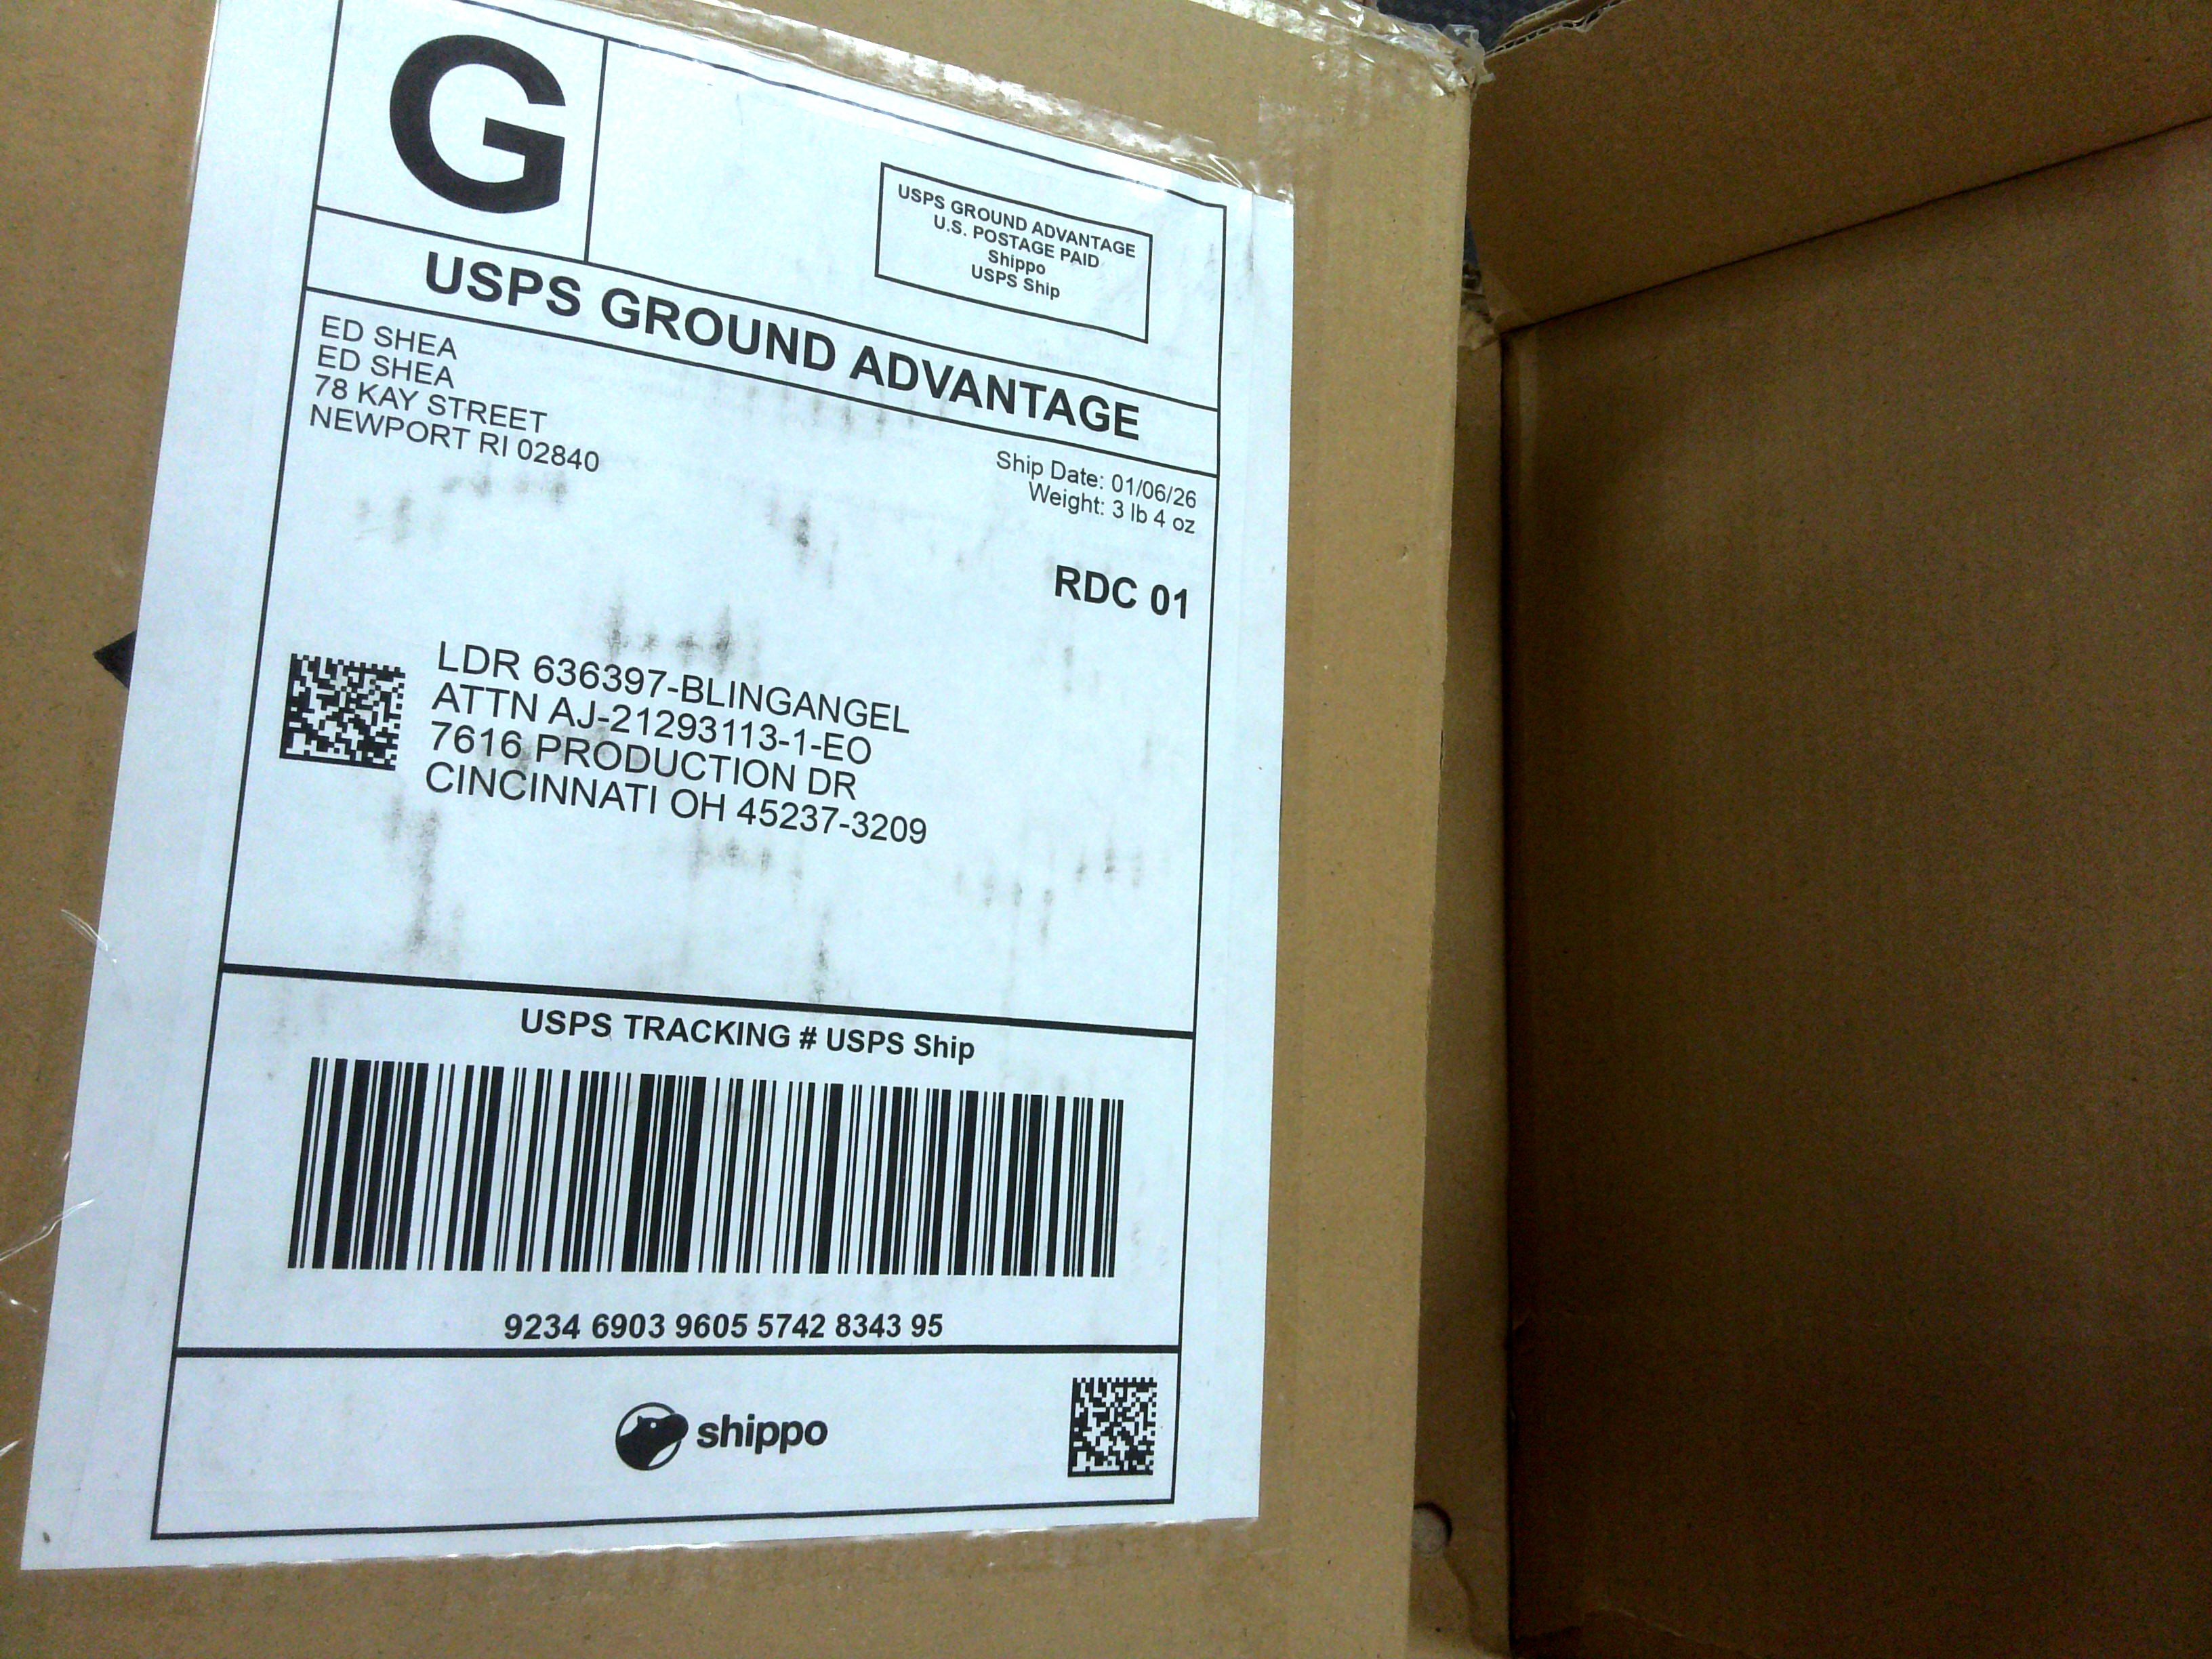 G
USPS GROUND ADVANTAGE
U.S. POSTAGE PAID
Shippo
USPS Ship
USPS GROUND ADVANTAGE
ED SHEA
ED SHEA
78 KAY STREET
NEWPORT RI 02840
Ship Date: 01/06/26
Weight: 3 lb 4 oz
RDC 01
LDR 636397-BLINGANGEL
ATTN AJ-21293113-1-EO
7616 PRODUCTION DR
CINCINNATI OH 45237-3209
USPS TRACKING # USPS Ship
9234 6903 9605 5742 8343 95
shippo